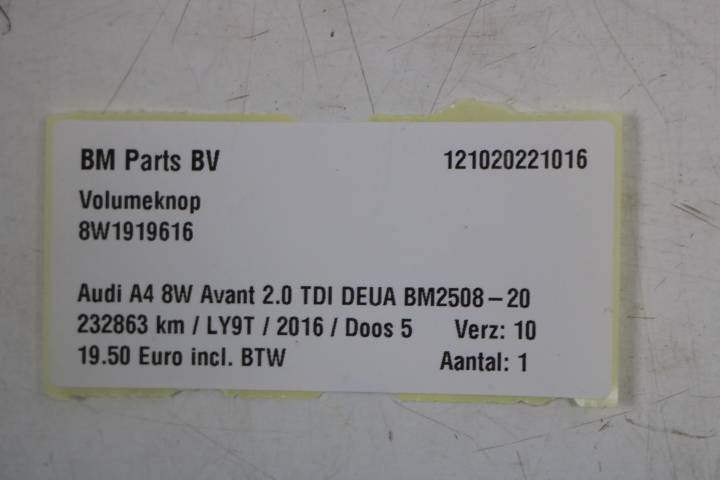 BM Parts BV 121020221016
Volumeknop
8W1919616
Audi A4 8W Avant 2.0 TDI DEUA BM2508-20
232863 km / LY9T / 2016 / Doos 5 Verz: 10
19.50 Euro incl. BTW Aantal: 1